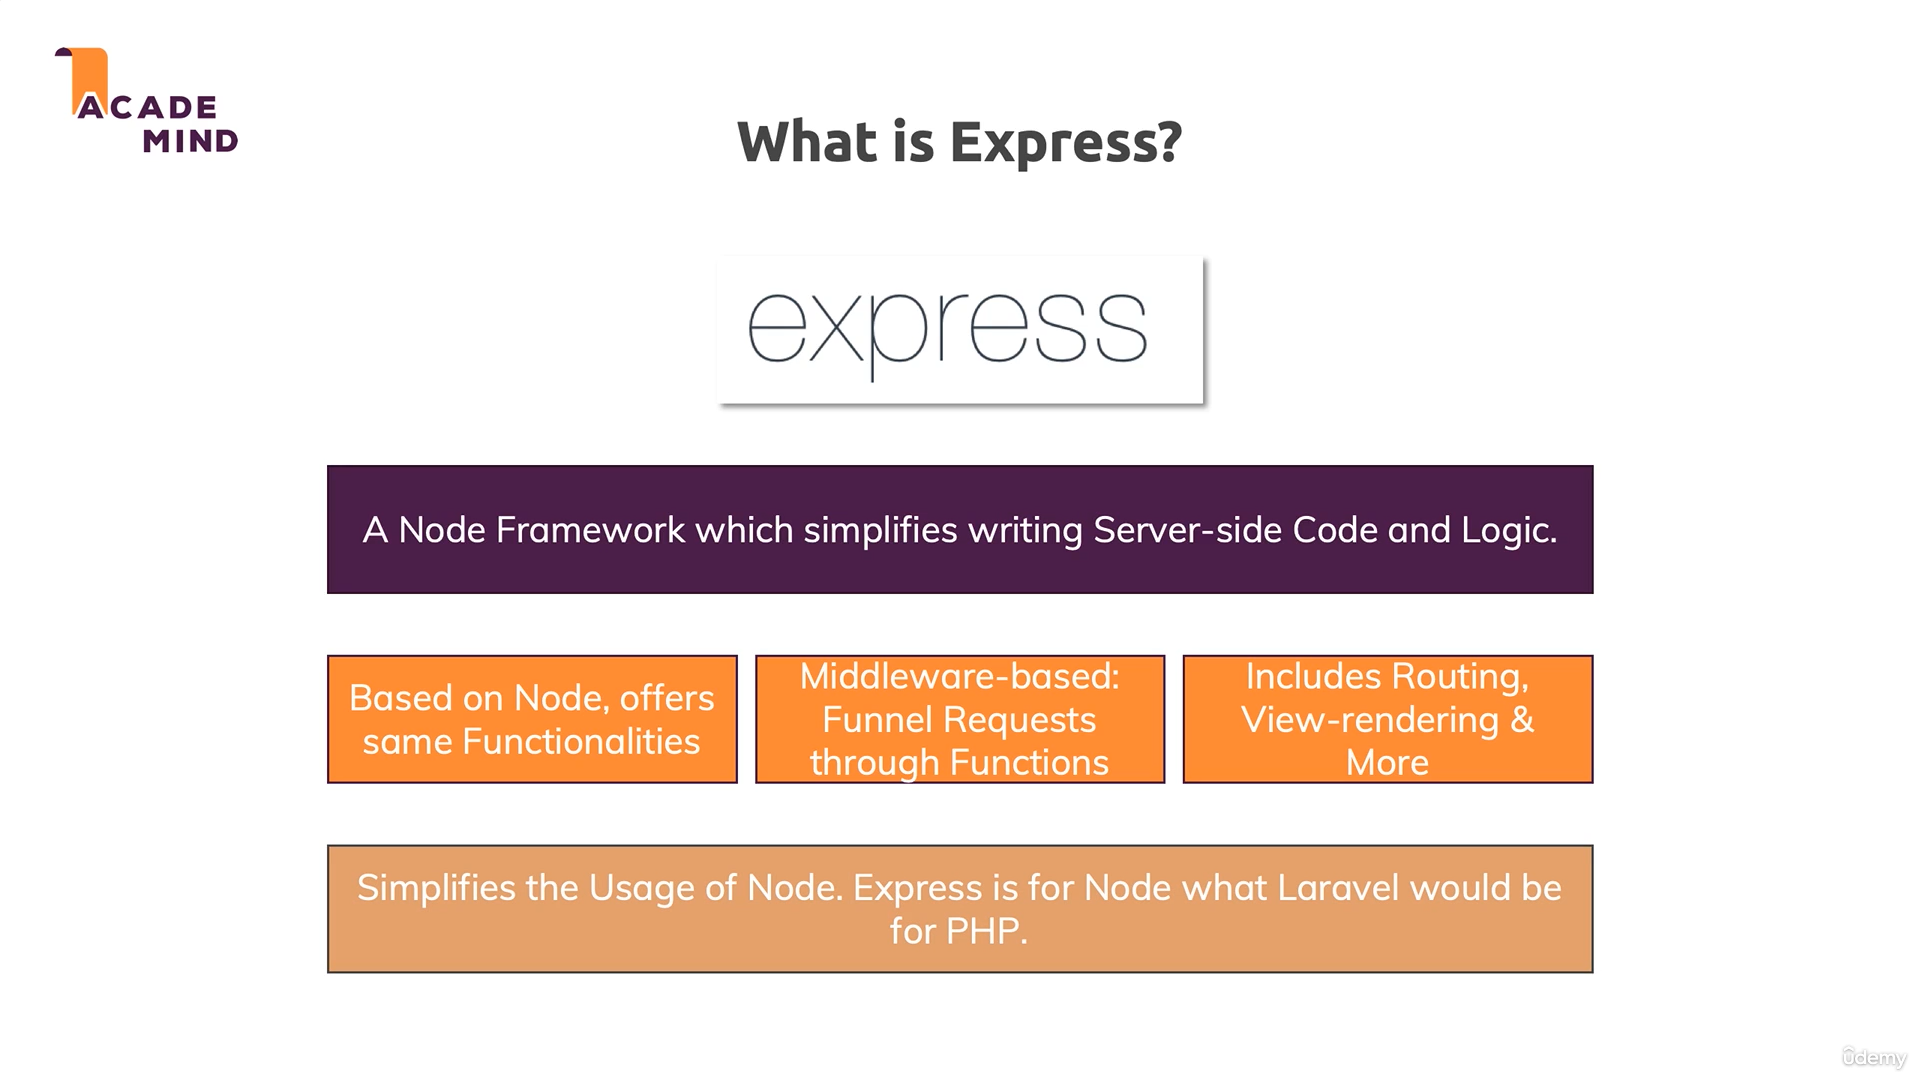 ACADE
MIND
What is Express?
express
A Node Framework which simplifies writing Server-side Code and Logic.
Based on Node, offers
same Functionalities
Middleware-based:
Funnel Requests
through Functions
Includes Routing,
View-rendering &
More
Simplifies the Usage of Node. Express is for Node what Laravel would be
for PHP.
ûdemy